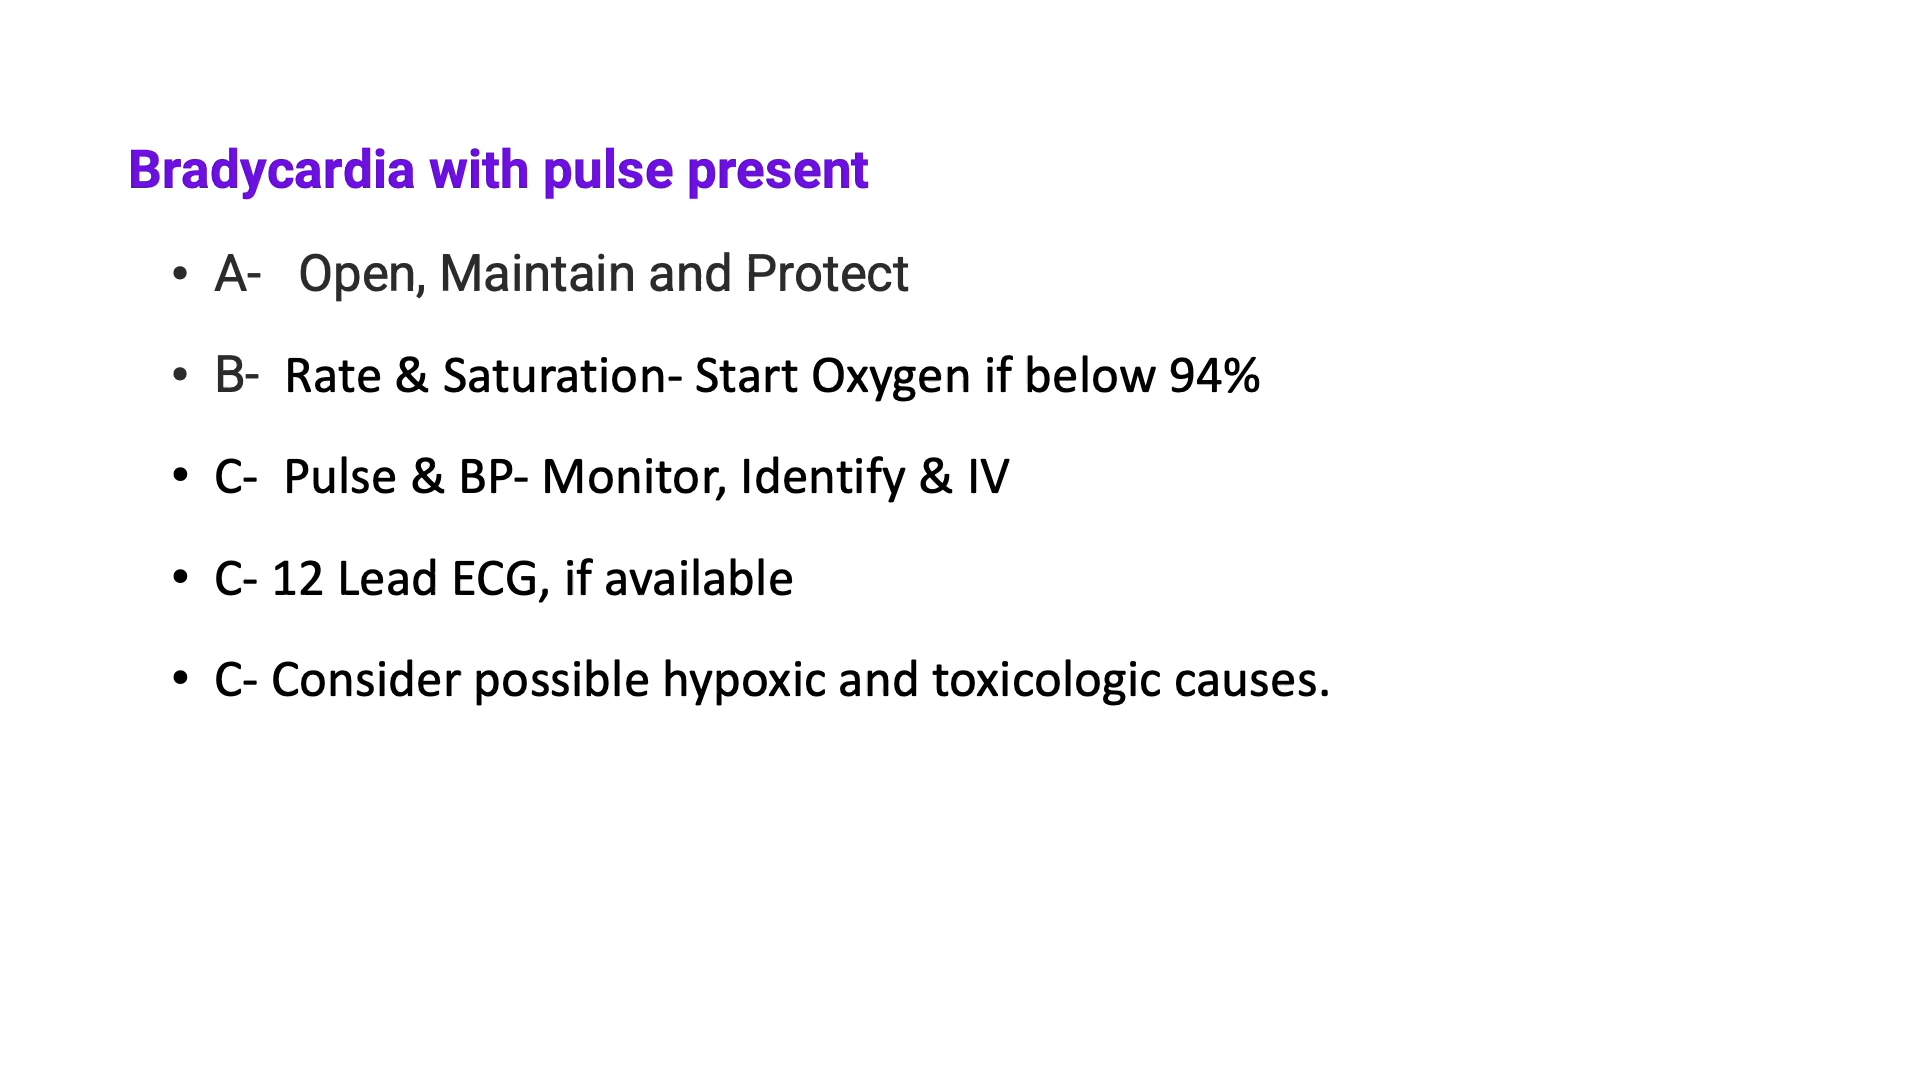 Bradycardia with pulse present
• A- Open, Maintain and Protect
• B- Rate & Saturation- Start Oxygen if below 94%
• C- Pulse & BP- Monitor, Identify & IV
• C- 12 Lead ECG, if available
• C- Consider possible hypoxic and toxicologic causes.